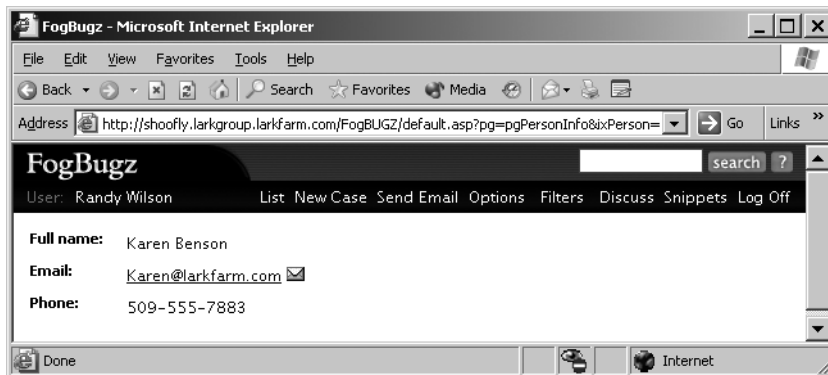 FogBugz - Microsoft Internet Explorer
File Edit View Favorites Tools Help
Back Search Favorites Media
Address http://shoofly.larkgroup.larkfarm.com/FogBUGZ/default.asp?pg=pgPersonInfo&ixPerson= Go Links »
FogBugz search ?
User: Randy Wilson List New Case Send Email Options Filters Discuss Snippets Log Off
Full name: Karen Benson
Email: Karen@larkfarm.com
Phone: 509-555-7883
Done Internet